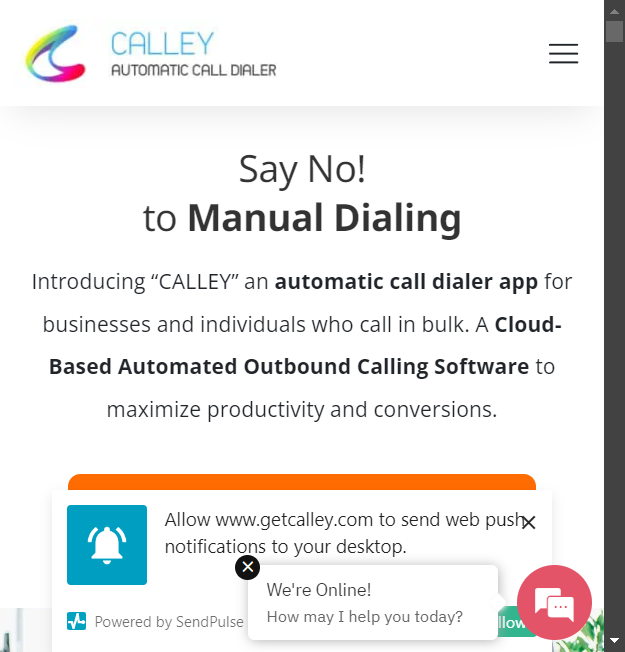 CALLEY
AUTOMATIC CALL DIALER
Say No!
to Manual Dialing
Introducing “CALLEY” an automatic call dialer app for
businesses and individuals who call in bulk. A Cloud-
Based Automated Outbound Calling Software to
maximize productivity and conversions.
Allow www.getcalley.com to send web push
notifications to your desktop.
We're Online!
How may I help you today?
Powered by SendPulse